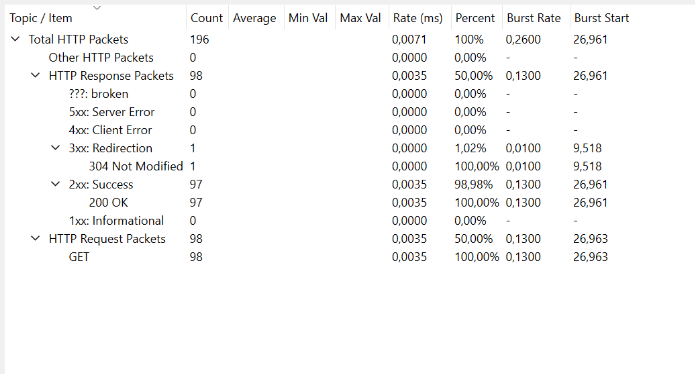 Topic / Item Count Average Min Val Max Val Rate (ms) Percent Burst Rate Burst Start
Total HTTP Packets 196 0,0071 100% 0,2600 26,961
Other HTTP Packets 0 0,0000 0,00% - -
HTTP Response Packets 98 0,0035 50,00% 0,1300 26,961
???: broken 0 0,0000 0,00% - -
5xx: Server Error 0 0,0000 0,00% - -
4xx: Client Error 0 0,0000 0,00% - -
3xx: Redirection 1 0,0000 1,02% 0,0100 9,518
304 Not Modified 1 0,0000 100,00% 0,0100 9,518
2xx: Success 97 0,0035 98,98% 0,1300 26,961
200 OK 97 0,0035 100,00% 0,1300 26,961
1xx: Informational 0 0,0000 0,00% - -
HTTP Request Packets 98 0,0035 50,00% 0,1300 26,963
GET 98 0,0035 100,00% 0,1300 26,963